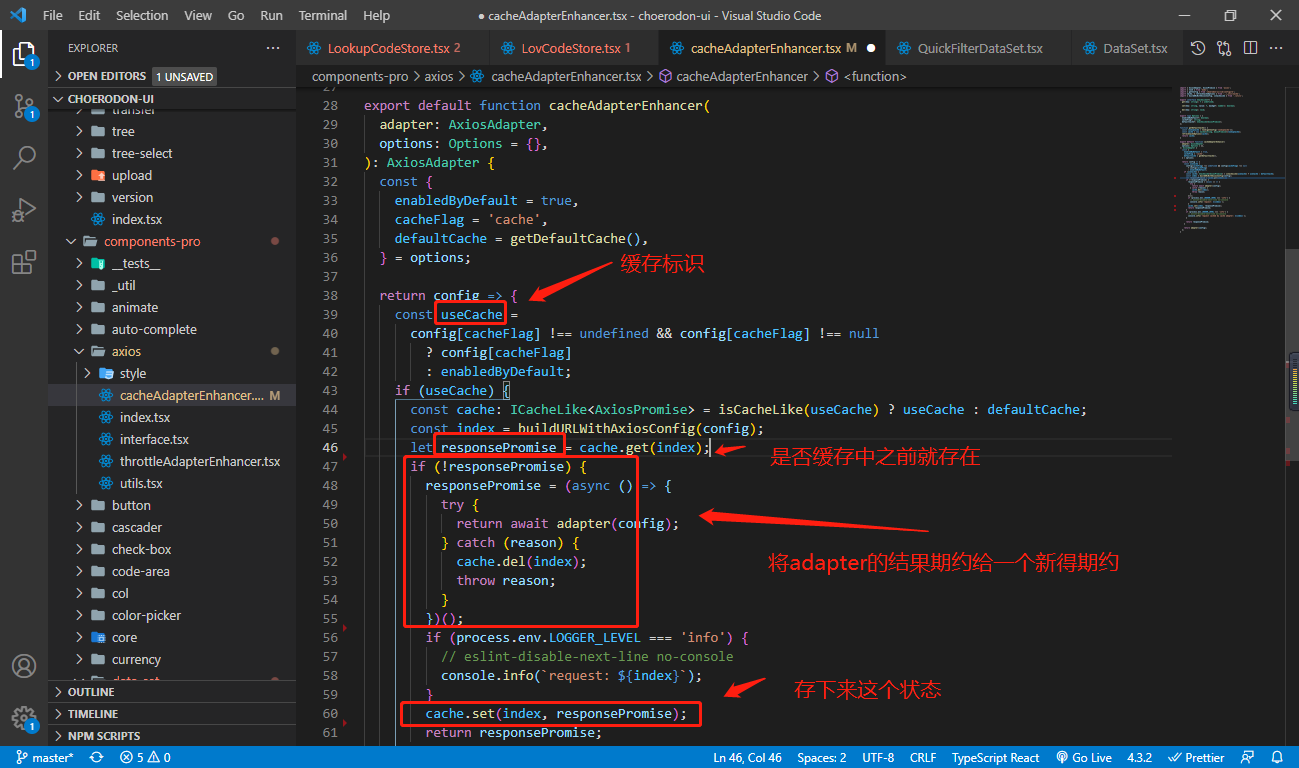 File Edit Selection View Go Run Terminal Help
● cacheAdapterEnhancer.tsx - choerodon-ui - Visual Studio Code
EXPLORER
OPEN EDITORS 1 UNSAVED
CHOERODON-UI
transfer
tree
tree-select
upload
version
index.tsx
components-pro
__tests__
_util
animate
auto-complete
axios
style
cacheAdapterEnhancer.... M
index.tsx
interface.tsx
throttleAdapterEnhancer.tsx
utils.tsx
button
cascader
check-box
code-area
col
color-picker
core
currency
data-set
OUTLINE
TIMELINE
NPM SCRIPTS
1
1
1
LookupCodeStore.tsx 2
LovCodeStore.tsx 1
cacheAdapterEnhancer.tsx M ●
QuickFilterDataSet.tsx
DataSet.tsx
components-pro > axios > cacheAdapterEnhancer.tsx > cacheAdapterEnhancer > <function>
27
28 export default function cacheAdapterEnhancer(
29 adapter: AxiosAdapter,
30 options: Options = {},
31 ): AxiosAdapter {
32 const {
33 enabledByDefault = true,
34 cacheFlag = 'cache',
35 defaultCache = getDefaultCache(),
36 } = options;
37
38 return config => {
39 const useCache =
40 config[cacheFlag] !== undefined && config[cacheFlag] !== null
41 ? config[cacheFlag]
42 : enabledByDefault;
43 if (useCache) {
44 const cache: ICacheLike<AxiosPromise> = isCacheLike(useCache) ? useCache : defaultCache;
45 const index = buildURLWithAxiosConfig(config);
46 let responsePromise = cache.get(index);
47 if (!responsePromise) {
48 responsePromise = (async () => {
49 try {
50 return await adapter(config);
51 } catch (reason) {
52 cache.del(index);
53 throw reason;
54 }
55 })();
56 if (process.env.LOGGER_LEVEL === 'info') {
57 // eslint-disable-next-line no-console
58 console.info(`request: ${index}`);
59 }
60 cache.set(index, responsePromise);
61 return responsePromise;
缓存标识
是否缓存中之前就存在
将adapter的结果期约给一个新得期约
存下来这个状态
master* 5 0
Ln 46, Col 46 Spaces: 2 UTF-8 CRLF TypeScript React Go Live 4.3.2 Prettier